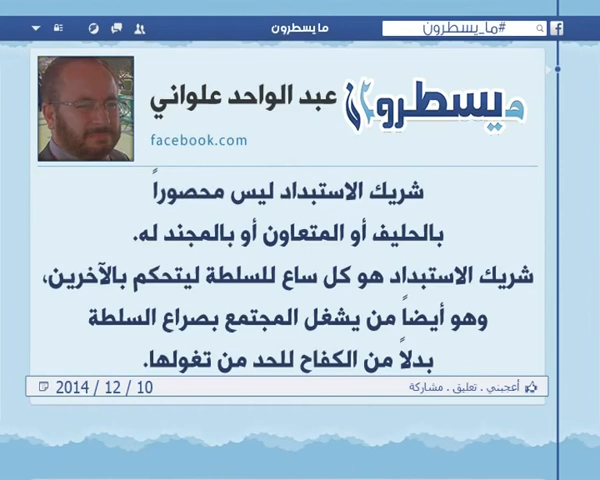 ما يسطرون
#ما_يسطرون
ما يسطرون
عبد الواحد علواني
facebook.com
شريك الاستبداد ليس محصوراً
بالحليف أو المتعاون أو بالمجند له.
شريك الاستبداد هو كل ساع للسلطة ليتحكم بالآخرين،
وهو أيضاً من يشغل المجتمع بصراع السلطة
بدلاً من الكفاح للحد من تغولها.
أعجبني . تعليق . مشاركة
2014 / 12 / 10